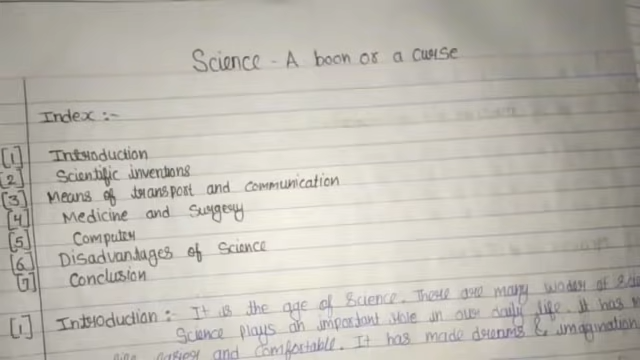 Science - A boon or a curse
Index :-
[1] Introduction
[2] Scientific inventions
[3] Means of transport and communication
[4] Medicine and Surgery
[5] Computer
[6] Disadvantages of Science
[7] Conclusion
[1] Introduction :- It is the age of Science. There are many of
Science plays an important role in our daily life. It has
and comfortable. It has made dreams & imagination